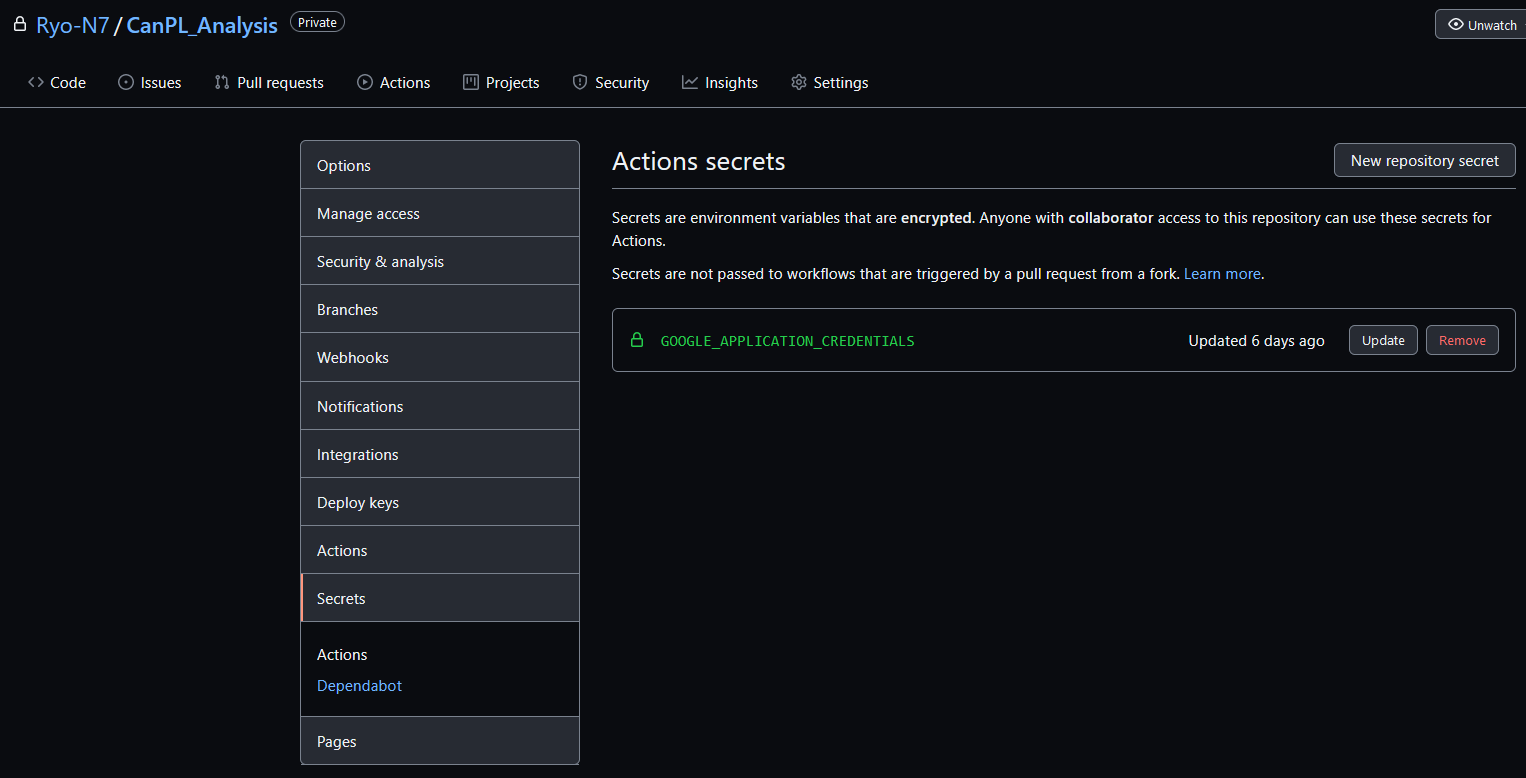 Ryo-N7 / CanPL_Analysis Private
Unwatch
Code Issues Pull requests Actions Projects Security Insights Settings
Options
Manage access
Security & analysis
Branches
Webhooks
Notifications
Integrations
Deploy keys
Actions
Secrets
Actions
Dependabot
Pages
Actions secrets
New repository secret
Secrets are environment variables that are encrypted. Anyone with collaborator access to this repository can use these secrets for
Actions.
Secrets are not passed to workflows that are triggered by a pull request from a fork. Learn more.
GOOGLE_APPLICATION_CREDENTIALS Updated 6 days ago Update Remove